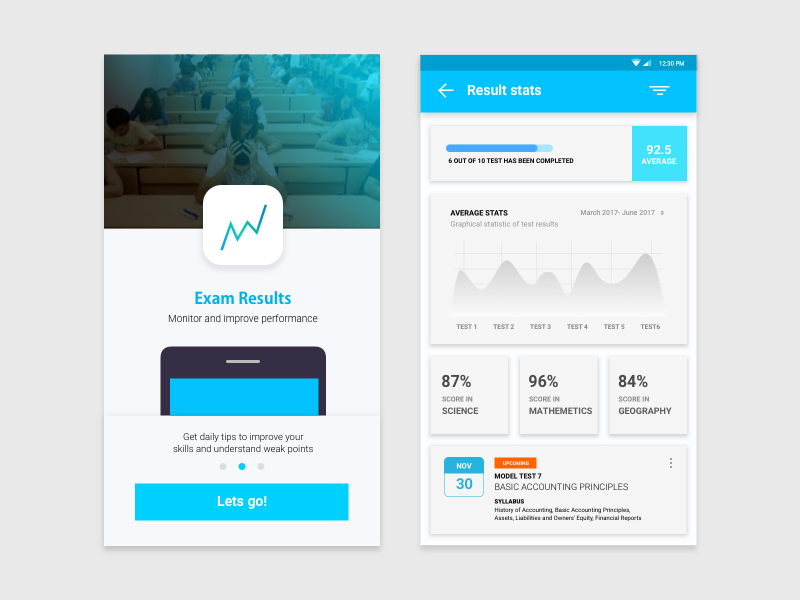 Exam Results
Monitor and improve performance
Get daily tips to improve your
skills and understand weak points
Lets go!
12:30 PM
Result stats
6 OUT OF 10 TEST HAS BEEN COMPLETED
92.5
AVERAGE
AVERAGE STATS
March 2017- June 2017
Graphical statistic of test results
TEST 1 TEST 2 TEST 3 TEST 4 TEST 5 TEST6
87% 96% 84%
SCORE IN SCORE IN SCORE IN
SCIENCE MATHEMETICS GEOGRAPHY
NOV
30
UPCOMING
MODEL TEST 7
BASIC ACCOUNTING PRINCIPLES
SYLLABUS
History of Accounting, Basic Accounting Principles,
Assets, Liabilities and Owners' Equity, Financial Reports